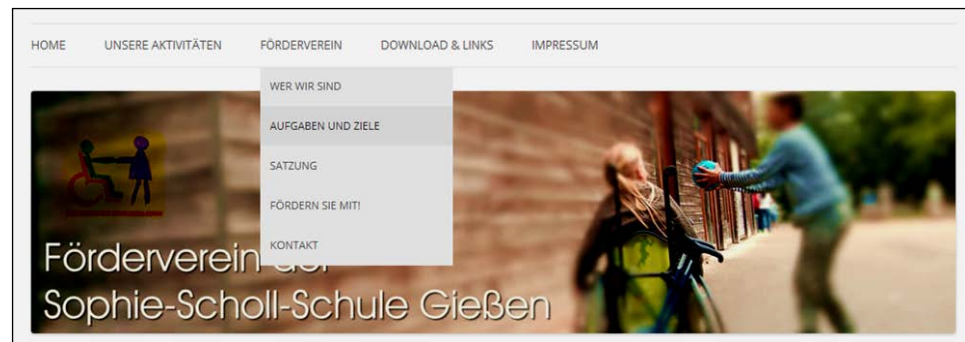 HOME UNSERE AKTIVITÄTEN FÖRDERVEREIN DOWNLOAD & LINKS IMPRESSUM
WER WIR SIND
AUFGABEN UND ZIELE
SATZUNG
FÖRDERN SIE MIT!
KONTAKT
Förderverein der
Sophie-Scholl-Schule Gießen